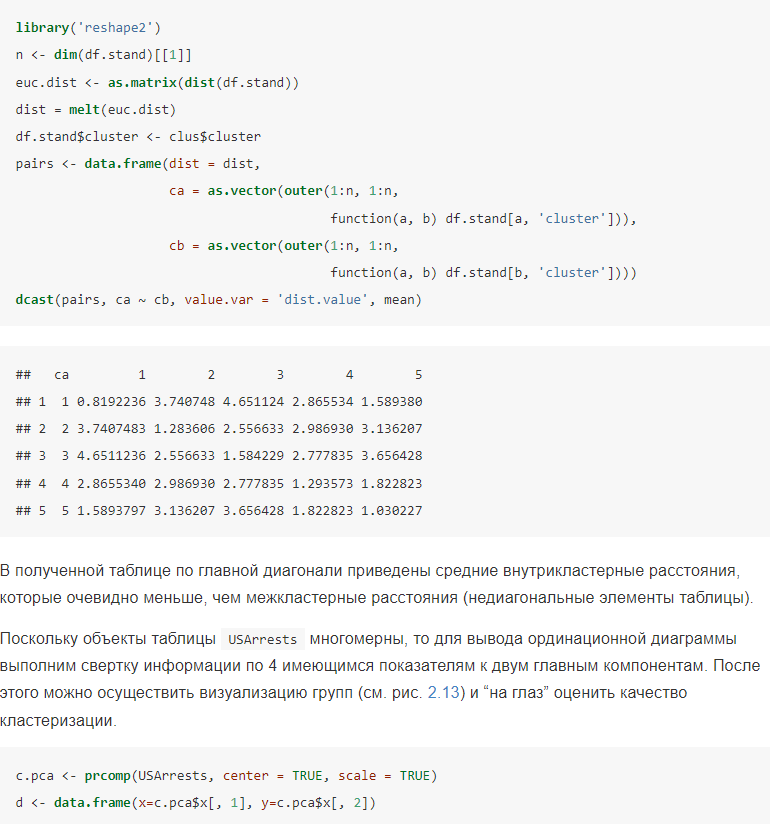 library('reshape2')
n <- dim(df.stand)[[1]]
euc.dist <- as.matrix(dist(df.stand))
dist = melt(euc.dist)
df.stand$cluster <- clus$cluster
pairs <- data.frame(dist = dist,
                    ca = as.vector(outer(1:n, 1:n,
                                         function(a, b) df.stand[a, 'cluster'])),
                    cb = as.vector(outer(1:n, 1:n,
                                         function(a, b) df.stand[b, 'cluster'])))
dcast(pairs, ca ~ cb, value.var = 'dist.value', mean)
##   ca         1        2        3        4        5
## 1  1 0.8192236 3.740748 4.651124 2.865534 1.589380
## 2  2 3.7407483 1.283606 2.556633 2.986930 3.136207
## 3  3 4.6511236 2.556633 1.584229 2.777835 3.656428
## 4  4 2.8655340 2.986930 2.777835 1.293573 1.822823
## 5  5 1.5893797 3.136207 3.656428 1.822823 1.030227
В полученной таблице по главной диагонали приведены средние внутрикластерные расстояния,
которые очевидно меньше, чем межкластерные расстояния (недиагональные элементы таблицы).
Поскольку объекты таблицы USArrests многомерны, то для вывода ординационной диаграммы
выполним свертку информации по 4 имеющимся показателям к двум главным компонентам. После
этого можно осуществить визуализацию групп (см. рис. 2.13) и “на глаз” оценить качество
кластеризации.
c.pca <- prcomp(USArrests, center = TRUE, scale = TRUE)
d <- data.frame(x=c.pca$x[, 1], y=c.pca$x[, 2])